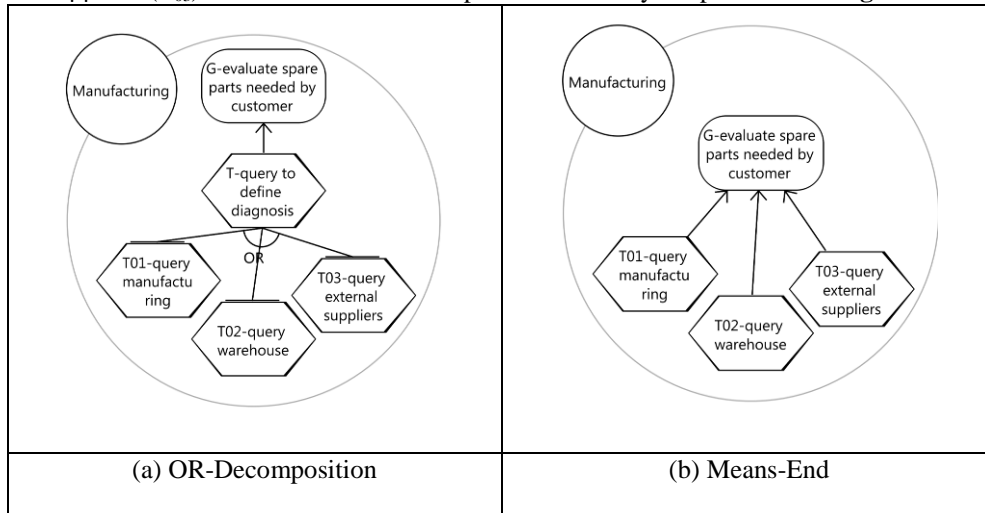 Manufacturing
G-evaluate spare
parts needed by
customer
T-query to
define
diagnosis
OR
T01-query
manufactu
ring
T02-query
warehouse
T03-query
external
suppliers
(a) OR-Decomposition
Manufacturing
G-evaluate spare
parts needed by
customer
T01-query
manufactu
ring
T02-query
warehouse
T03-query
external
suppliers
(b) Means-End